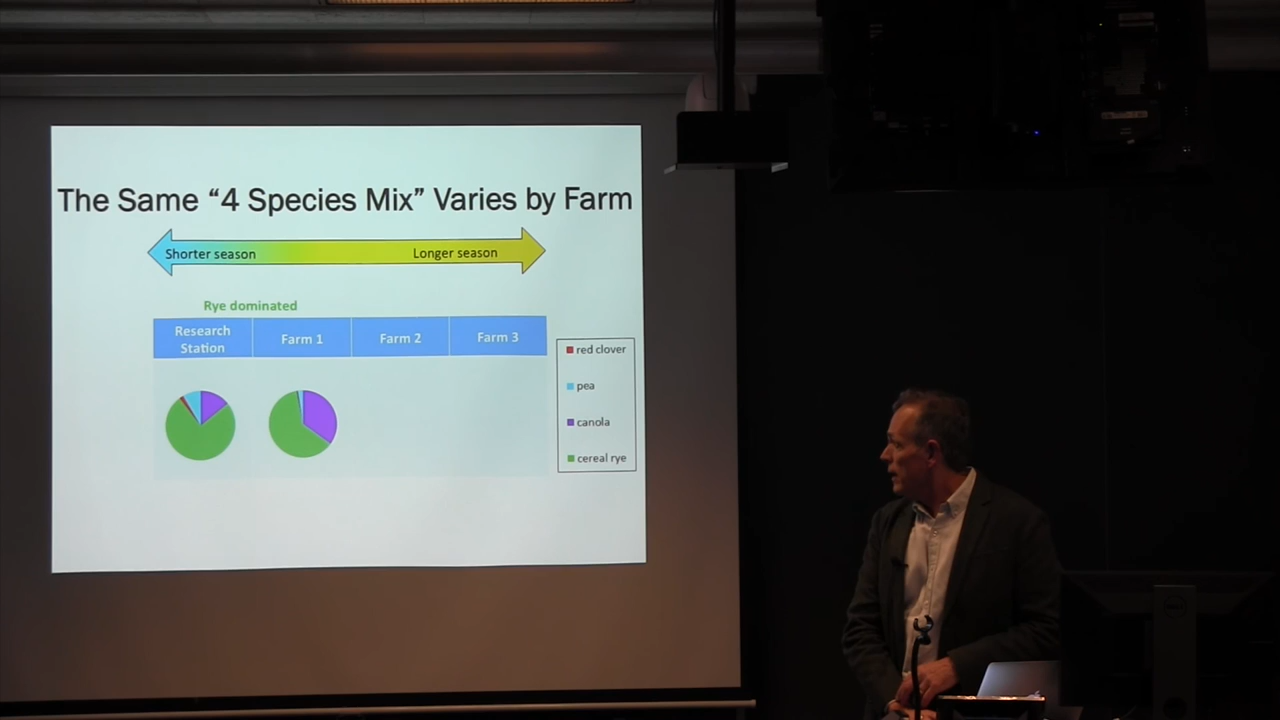 The Same “4 Species Mix” Varies by Farm
Shorter season
Longer season
Rye dominated
Research
Station
Farm 1
Farm 2
Farm 3
red clover
pea
canola
cereal rye